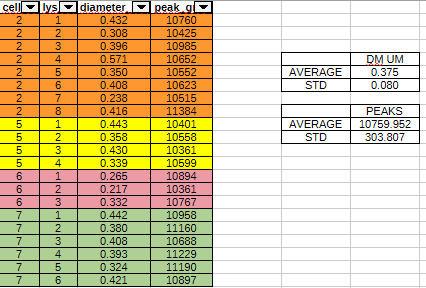 cell lys diameter_ peak_gr
2 1 0.432 10760
2 2 0.308 10425
2 3 0.396 10985
2 4 0.571 10652 DM UM
2 5 0.350 10552 AVERAGE 0.375
2 6 0.408 10623 STD 0.080
2 7 0.238 10515
2 8 0.416 11384 PEAKS
5 1 0.443 10401 AVERAGE 10759.952
5 2 0.358 10558 STD 303.807
5 3 0.430 10361
5 4 0.339 10599
6 1 0.265 10894
6 2 0.217 10361
6 3 0.332 10767
7 1 0.442 10958
7 2 0.380 11160
7 3 0.408 10688
7 4 0.393 11229
7 5 0.324 11190
7 6 0.421 10897